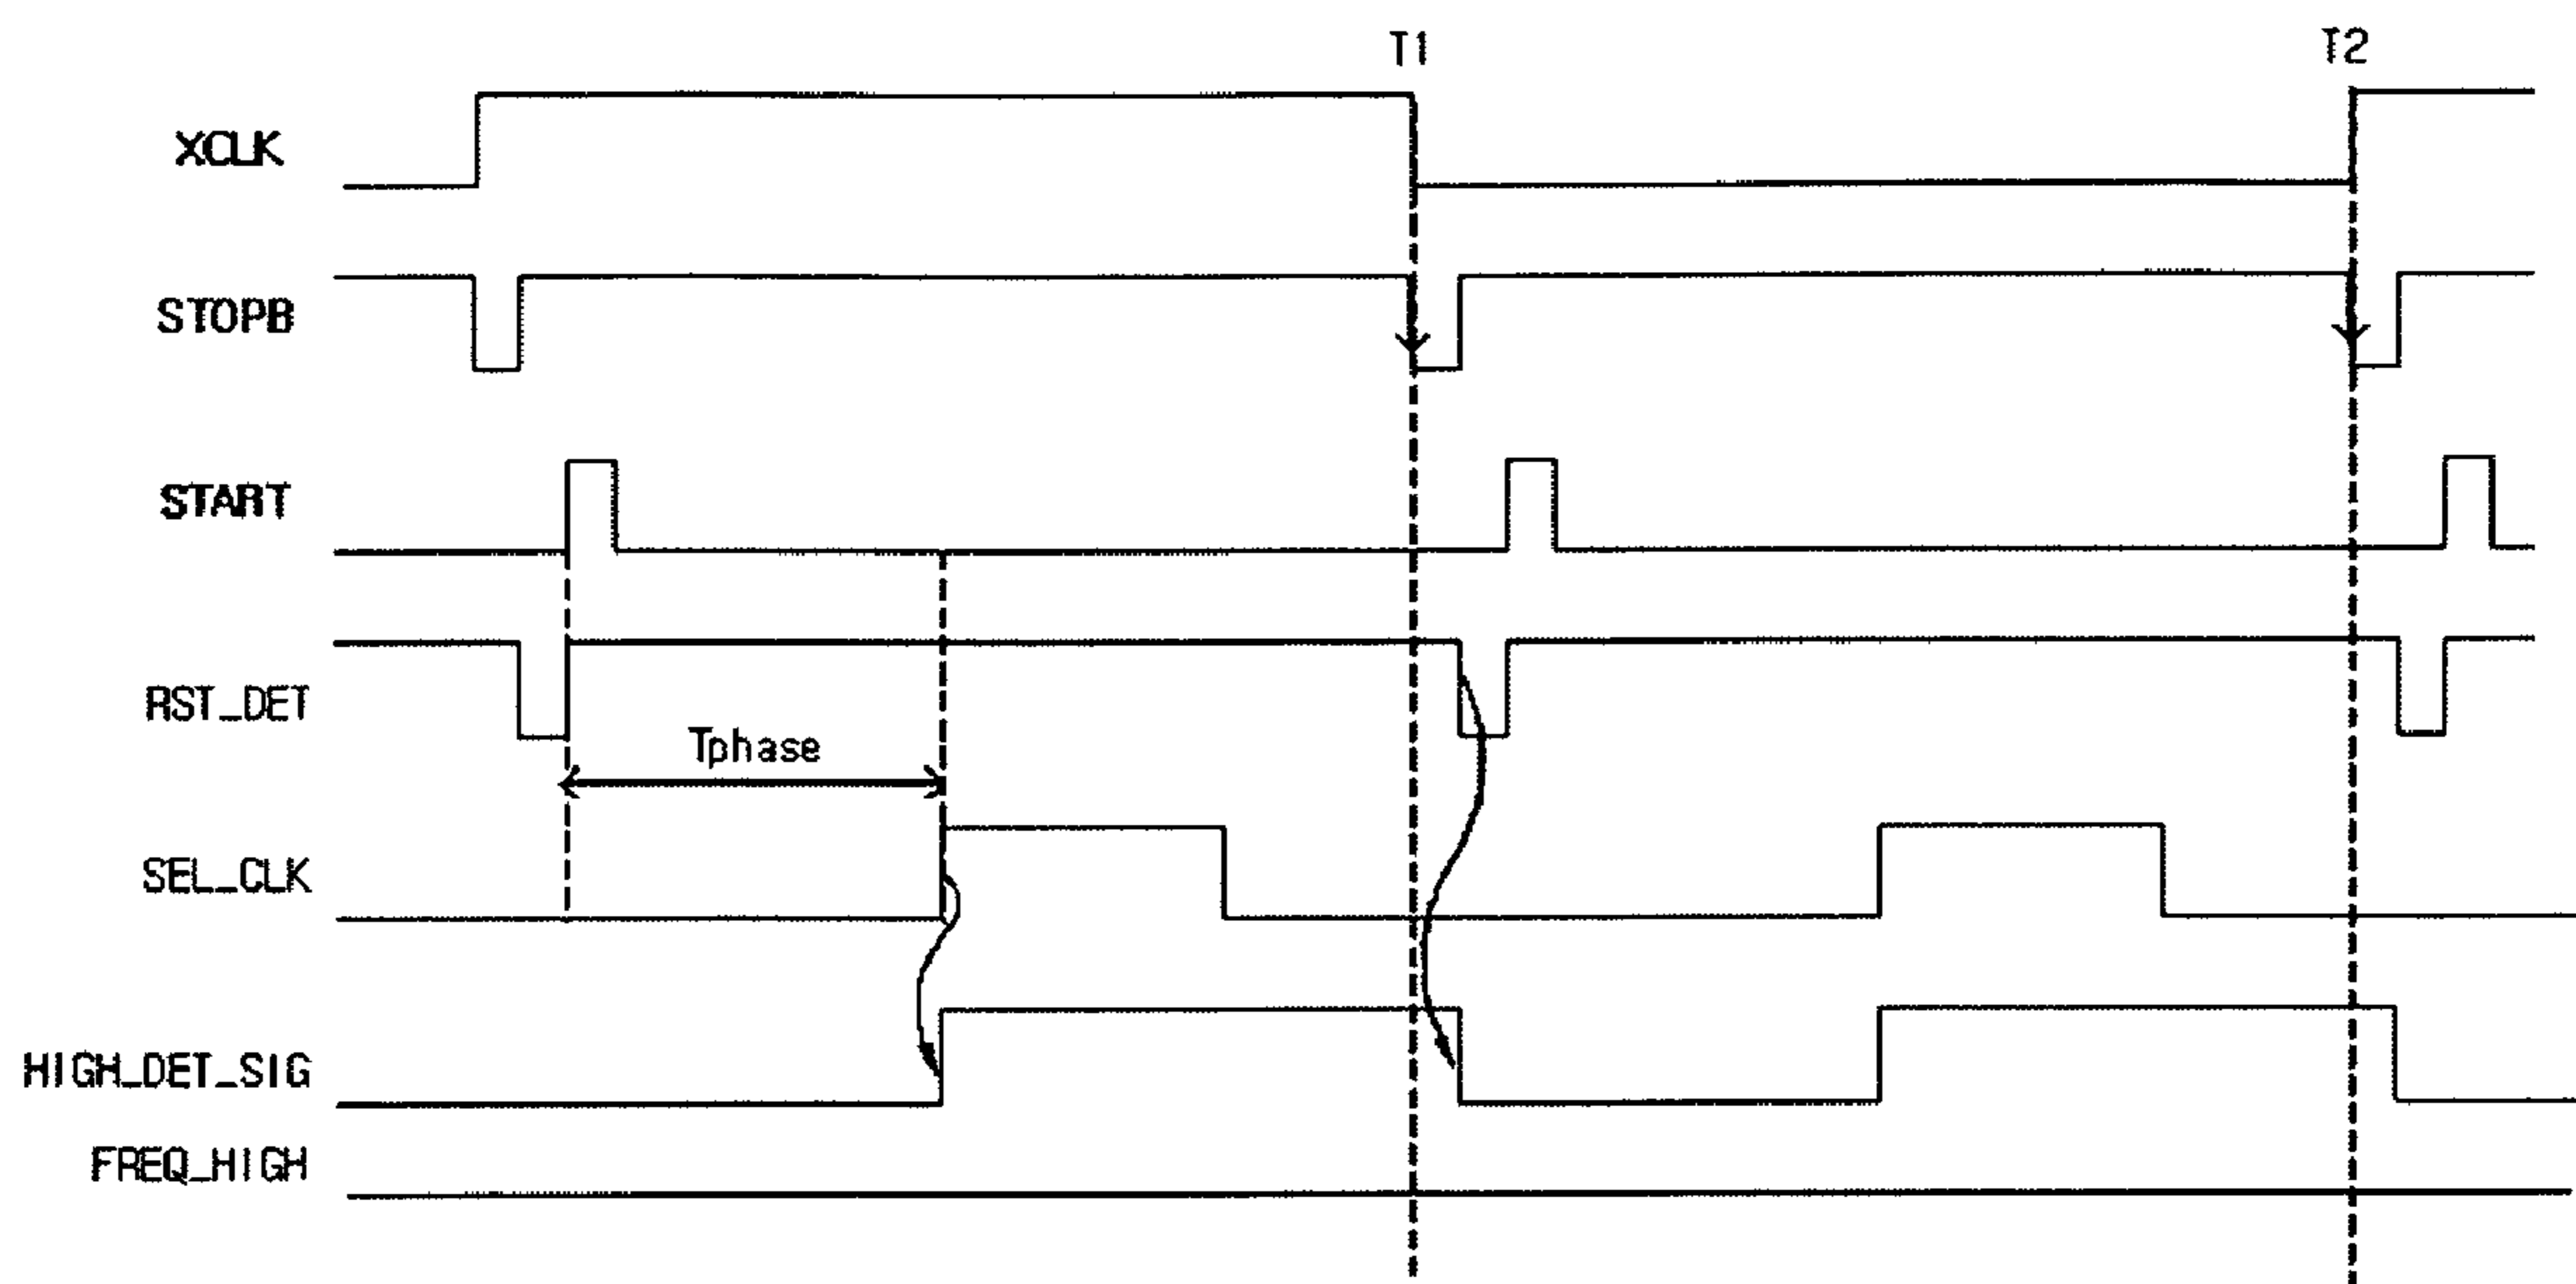 T1
T2
XCLK
STOPB
START
RST_DET
Tphase
SEL_CLK
HIGH_DET_SIG
FREQ_HIGH